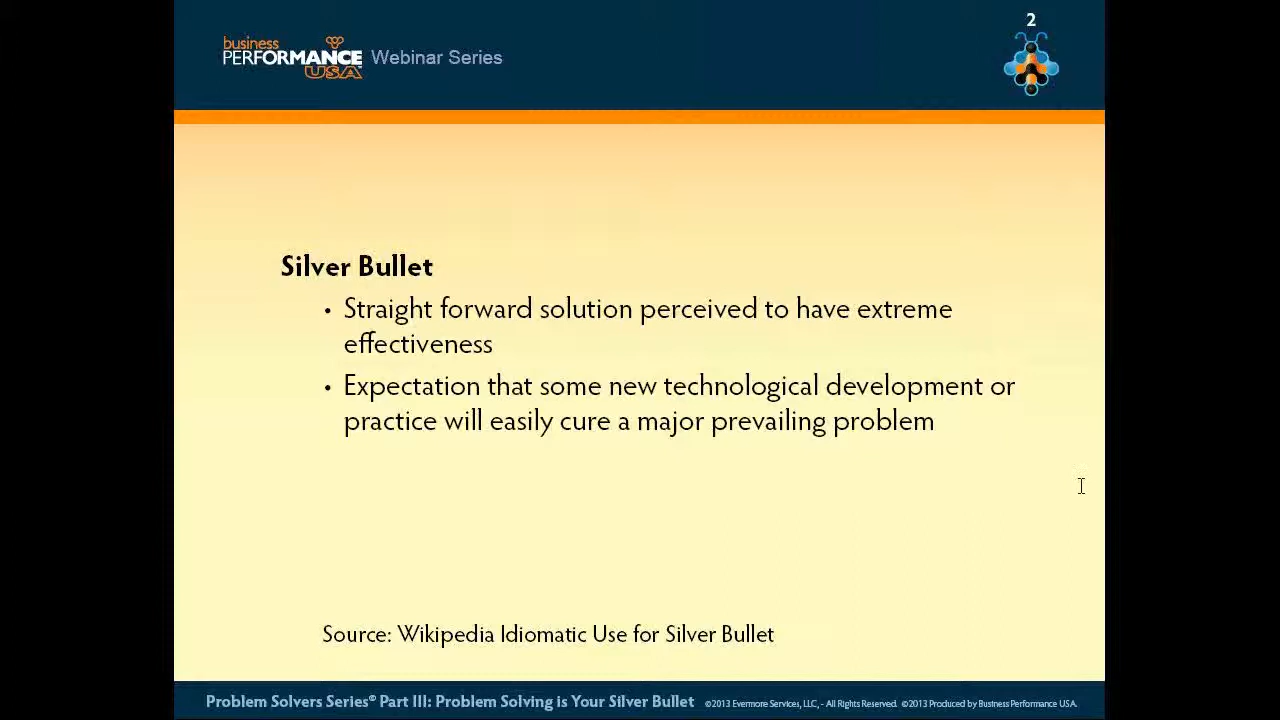 2
business
PERFORMANCE Webinar Series
USA
Silver Bullet
• Straight forward solution perceived to have extreme
effectiveness
• Expectation that some new technological development or
practice will easily cure a major prevailing problem
Source: Wikipedia Idiomatic Use for Silver Bullet
Problem Solvers Series® Part III: Problem Solving is Your Silver Bullet ©2013 Evermore Services, LLC, - All Rights Reserved. ©2013 Produced by Business Performance USA.